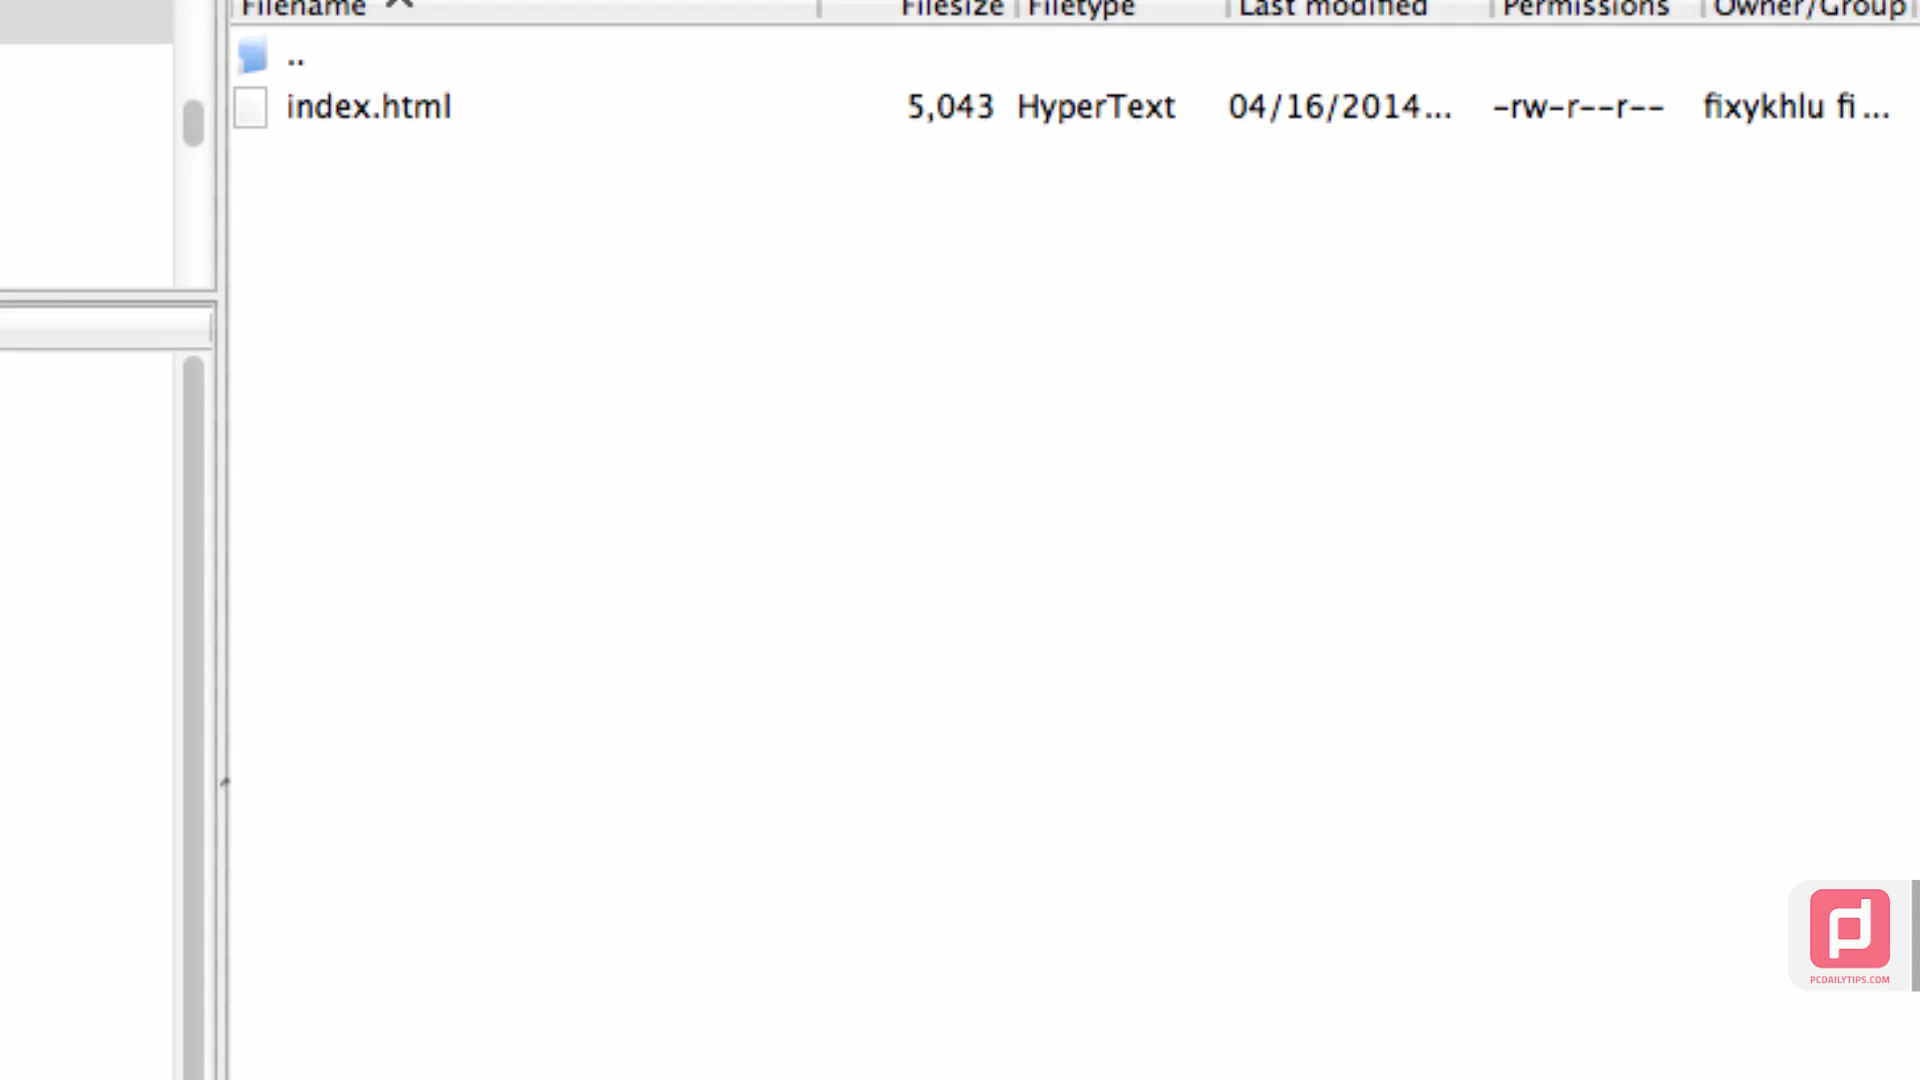 Filename Filesize Filetype Last modified Permissions Owner/Group
..
index.html 5,043 HyperText 04/16/2014... -rw-r--r-- fixykhlu fi...
PCDAILYTIPS.COM